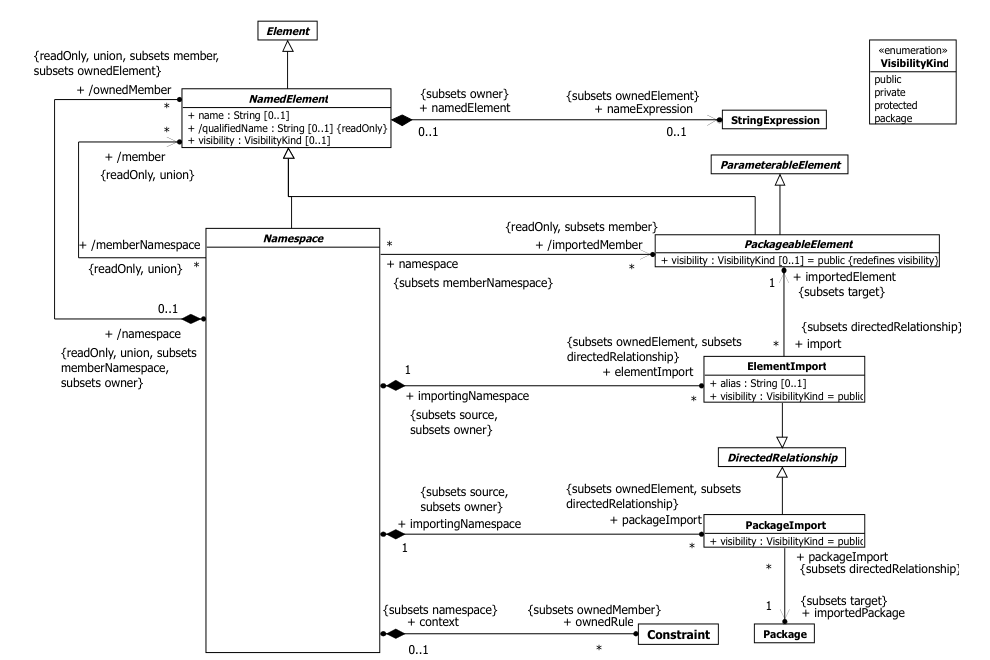 Element
{readOnly, union, subsets member,
subsets ownedElement}
+ /ownedMember
*
NamedElement
+ name : String [0..1]
+ /qualifiedName : String [0..1] {readOnly}
+ visibility : VisibilityKind [0..1]
{subsets owner}
+ namedElement
0..1
{subsets ownedElement}
+ nameExpression
0..1
StringExpression
«enumeration»
VisibilityKind
public
private
protected
package
*
+ /member
{readOnly, union}
ParameterableElement
+ /memberNamespace
{readOnly, union}
*
Namespace
*
+ namespace
{subsets memberNamespace}
{readOnly, subsets member}
+ /importedMember
*
PackageableElement
+ visibility : VisibilityKind [0..1] = public {redefines visibility}
1
+ importedElement
{subsets target}
0..1
+ /namespace
{readOnly, union, subsets
memberNamespace,
subsets owner}
{subsets directedRelationship}
*
+ import
{subsets ownedElement, subsets
directedRelationship}
+ elementImport
*
1
+ importingNamespace
{subsets source,
subsets owner}
ElementImport
+ alias : String [0..1]
+ visibility : VisibilityKind = public
DirectedRelationship
{subsets source,
subsets owner}
+ importingNamespace
1
{subsets ownedElement, subsets
directedRelationship}
+ packageImport
*
PackageImport
+ visibility : VisibilityKind = public
+ packageImport
*
{subsets directedRelationship}
1
{subsets target}
+ importedPackage
Package
{subsets namespace}
+ context
0..1
{subsets ownedMember}
+ ownedRule
*
Constraint